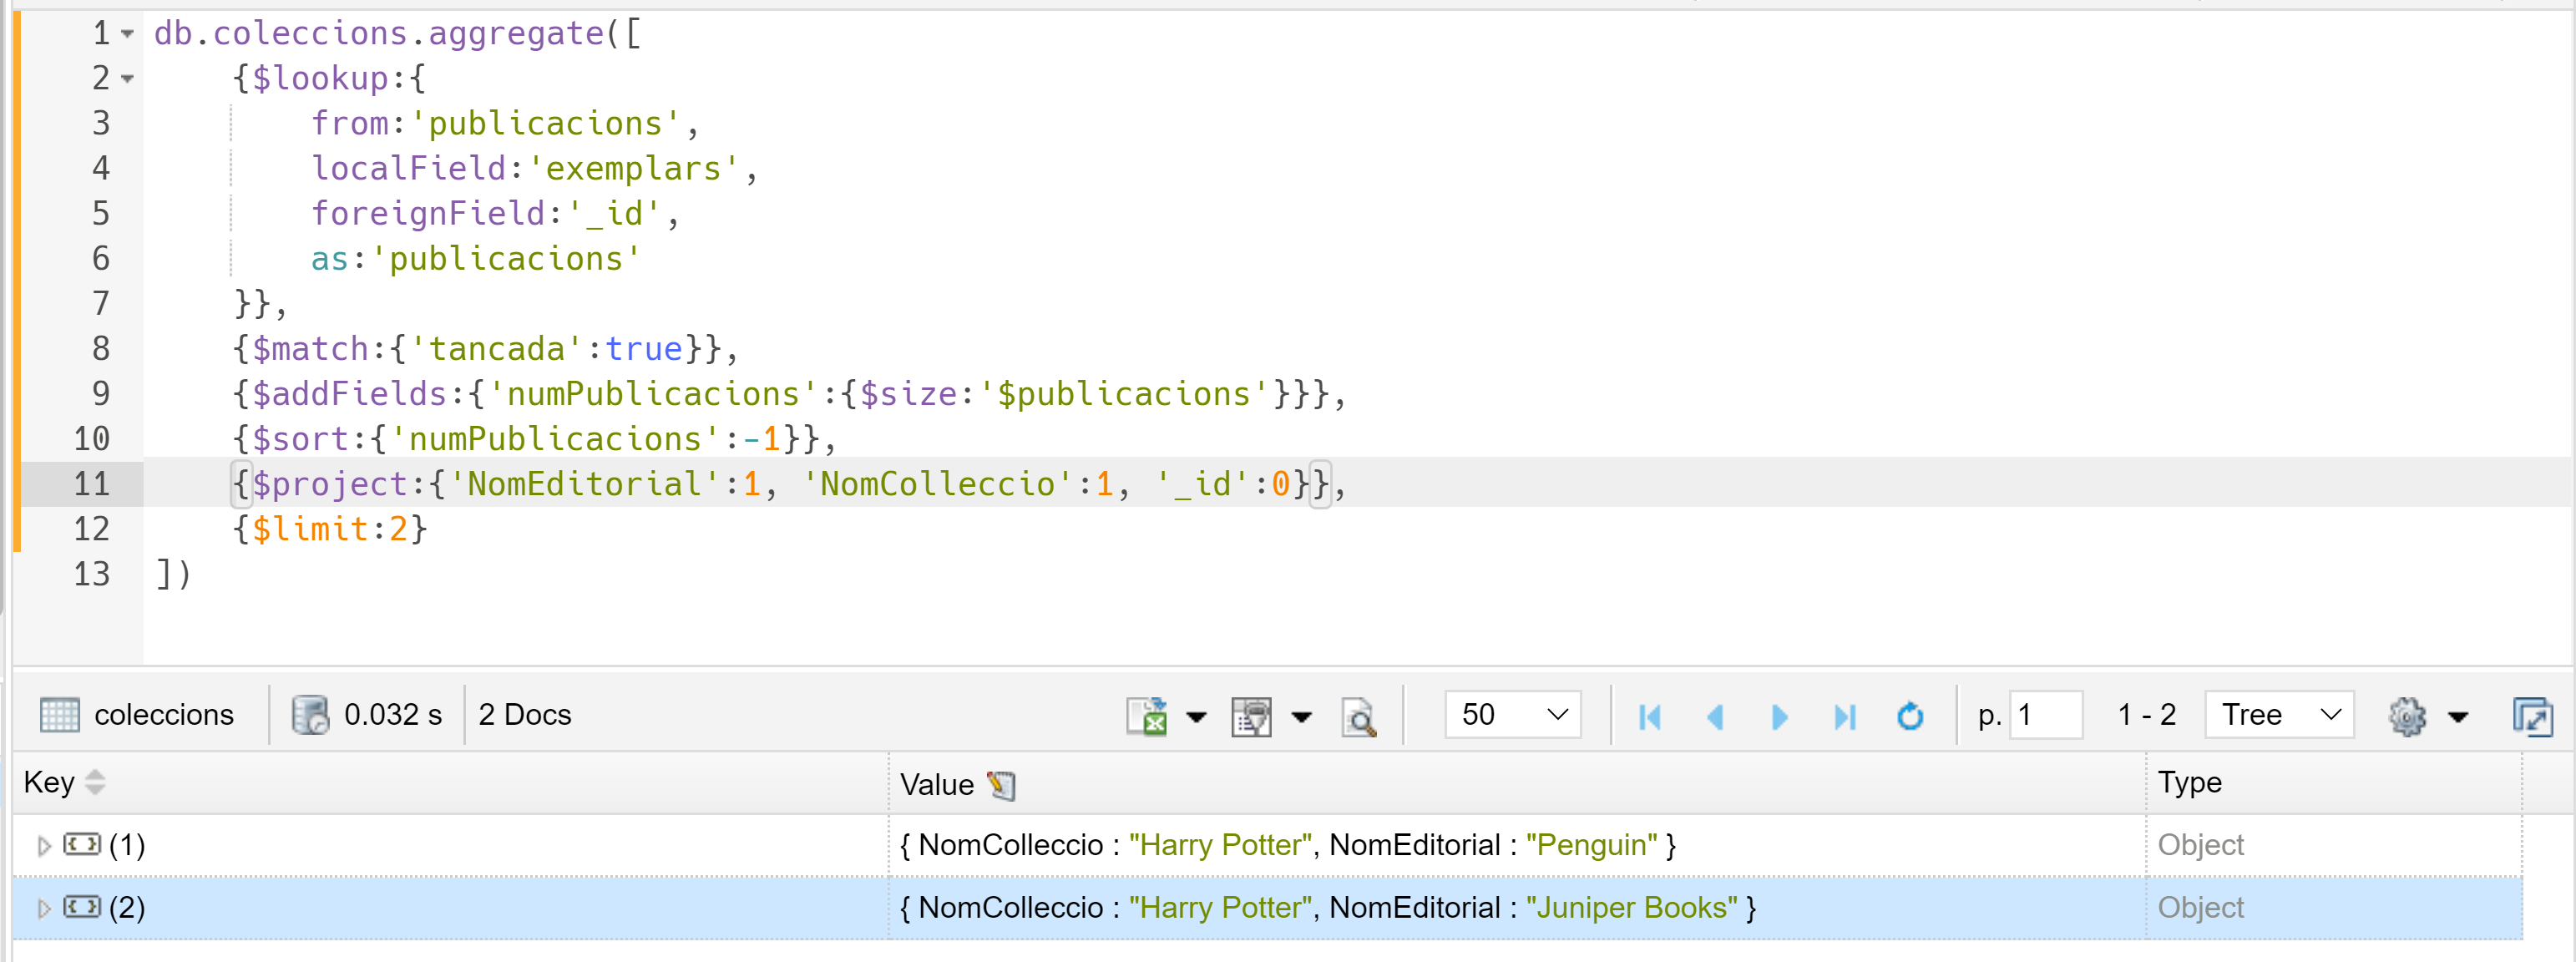 1 db.coleccions.aggregate([
2 {$lookup:{
3 from:'publicacions',
4 localField:'exemplars',
5 foreignField:'_id',
6 as:'publicacions'
7 }},
8 {$match:{'tancada':true}},
9 {$addFields:{'numPublicacions':{$size:'$publicacions'}}},
10 {$sort:{'numPublicacions':-1}},
11 {$project:{'NomEditorial':1, 'NomColleccio':1, '_id':0}},
12 {$limit:2}
13 ])
coleccions 0.032 s 2 Docs 50 p. 1 1 - 2 Tree
Key Value Type
(1) { NomColleccio : "Harry Potter", NomEditorial : "Penguin" } Object
(2) { NomColleccio : "Harry Potter", NomEditorial : "Juniper Books" } Object